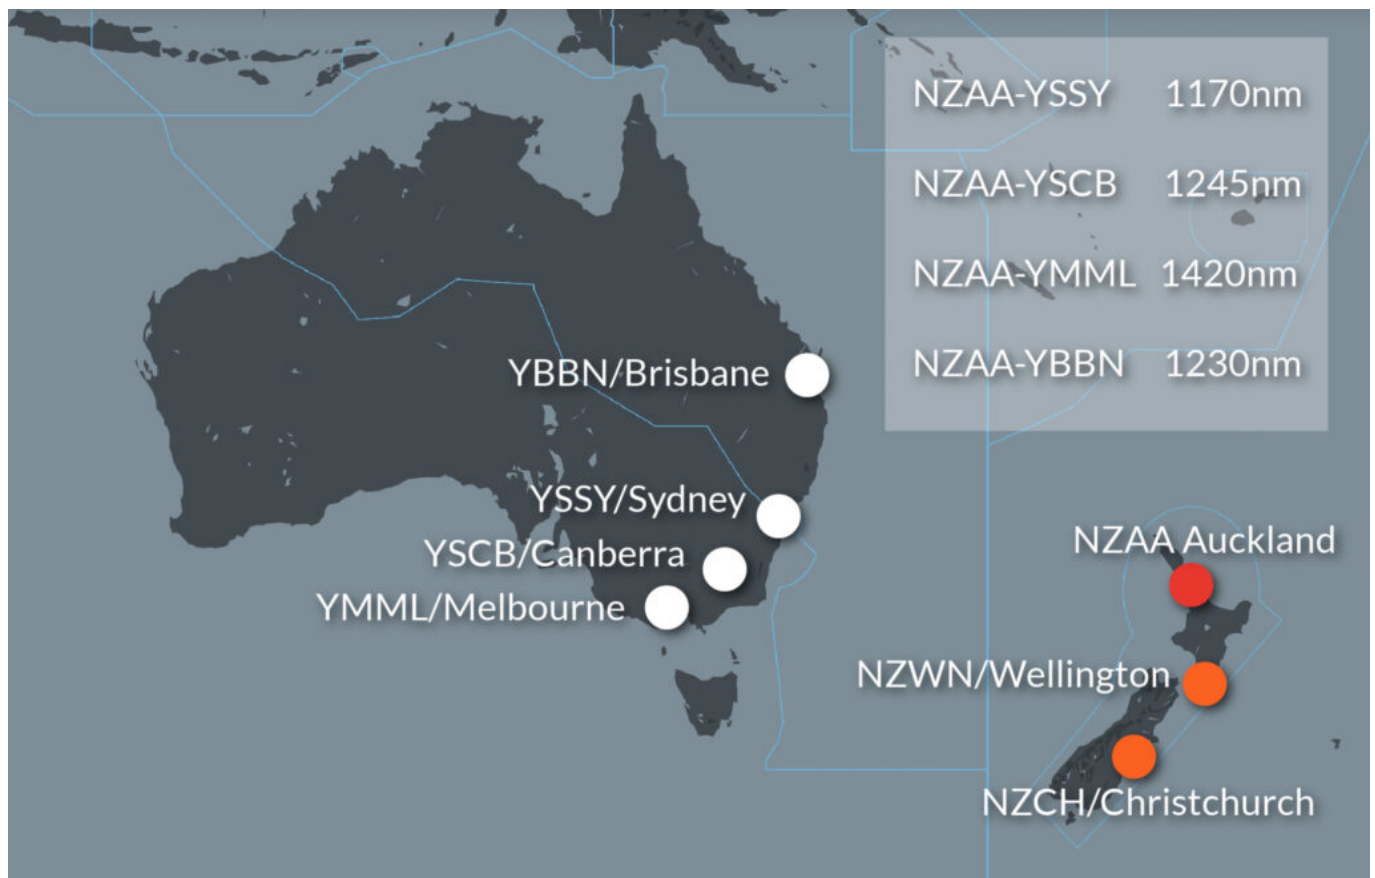 NZAA-YSSY 1170nm
NZAA-YSCB 1245nm
NZAA-YMML 1420nm
NZAA-YBBN 1230nm
YBBN/Brisbane
YSSY/Sydney
YSCB/Canberra
YMML/Melbourne
NZAA Auckland
NZWN/Wellington
NZCH/Christchurch